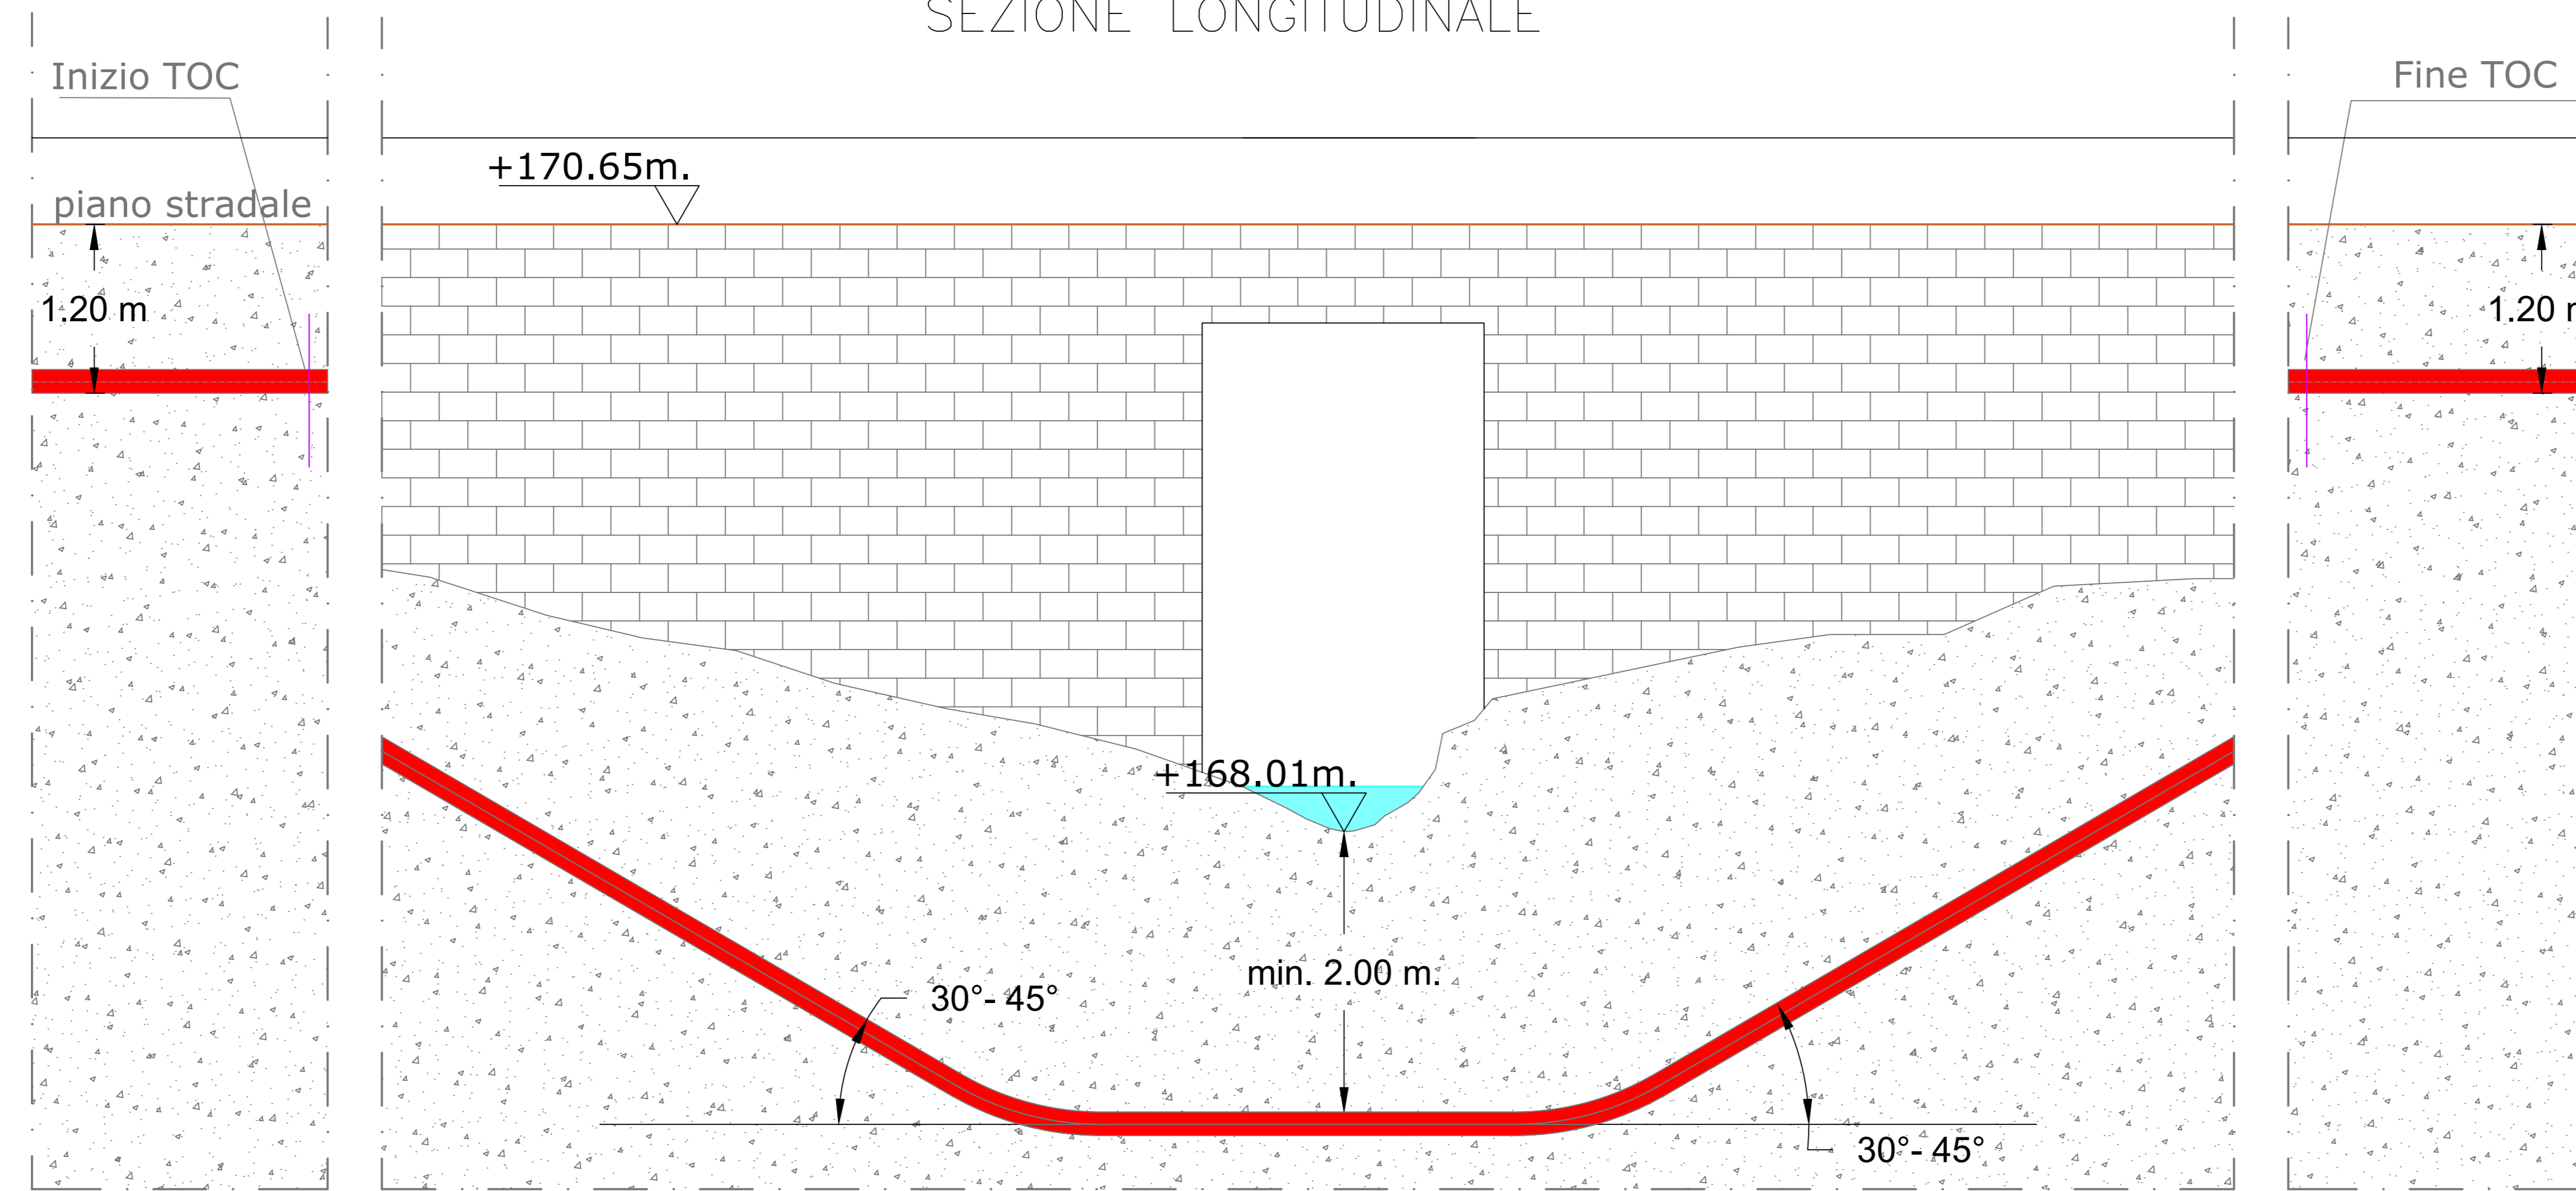 SEZIONE LONGITUDINALE
Inizio TOC
Fine TOC
+170.65m.
piano stradale
1.20 m
1.20 m
+168.01m.
min. 2.00 m.
30°- 45°
30°- 45°